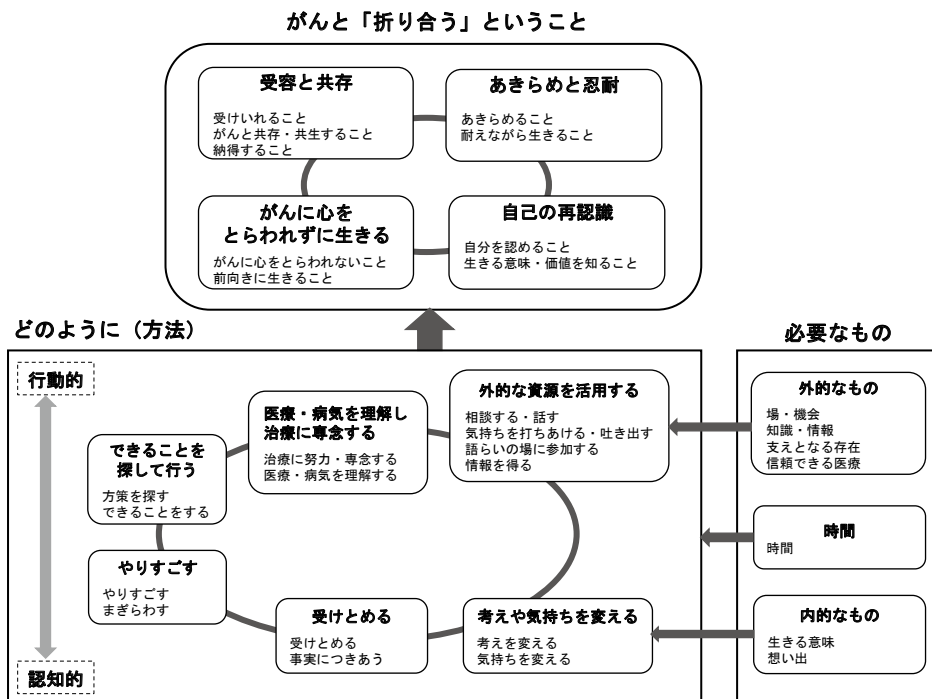 がんと「折り合う」ということ
受容と共存
受けいれること
がんと共存・共生すること
納得すること
あきらめと忍耐
あきらめること
耐えながら生きること
がんに心を
とらわれずに生きる
がんに心をとらわれないこと
前向きに生きること
自己の再認識
自分を認めること
生きる意味・価値を知ること
どのように（方法）
行動的
認知的
できることを
探して行う
方策を探す
できることをする
医療・病気を理解し
治療に専念する
治療に努力・専念する
医療・病気を理解する
外的な資源を活用する
相談する・話す
気持ちを打ちあける・吐き出す
語らいの場に参加する
情報を得る
やりすごす
やりすごす
まぎらわす
受けとめる
受けとめる
事実につきあう
考えや気持ちを変える
考えを変える
気持ちを変える
必要なもの
外的なもの
場・機会
知識・情報
支えとなる存在
信頼できる医療
時間
時間
内的なもの
生きる意味
想い出